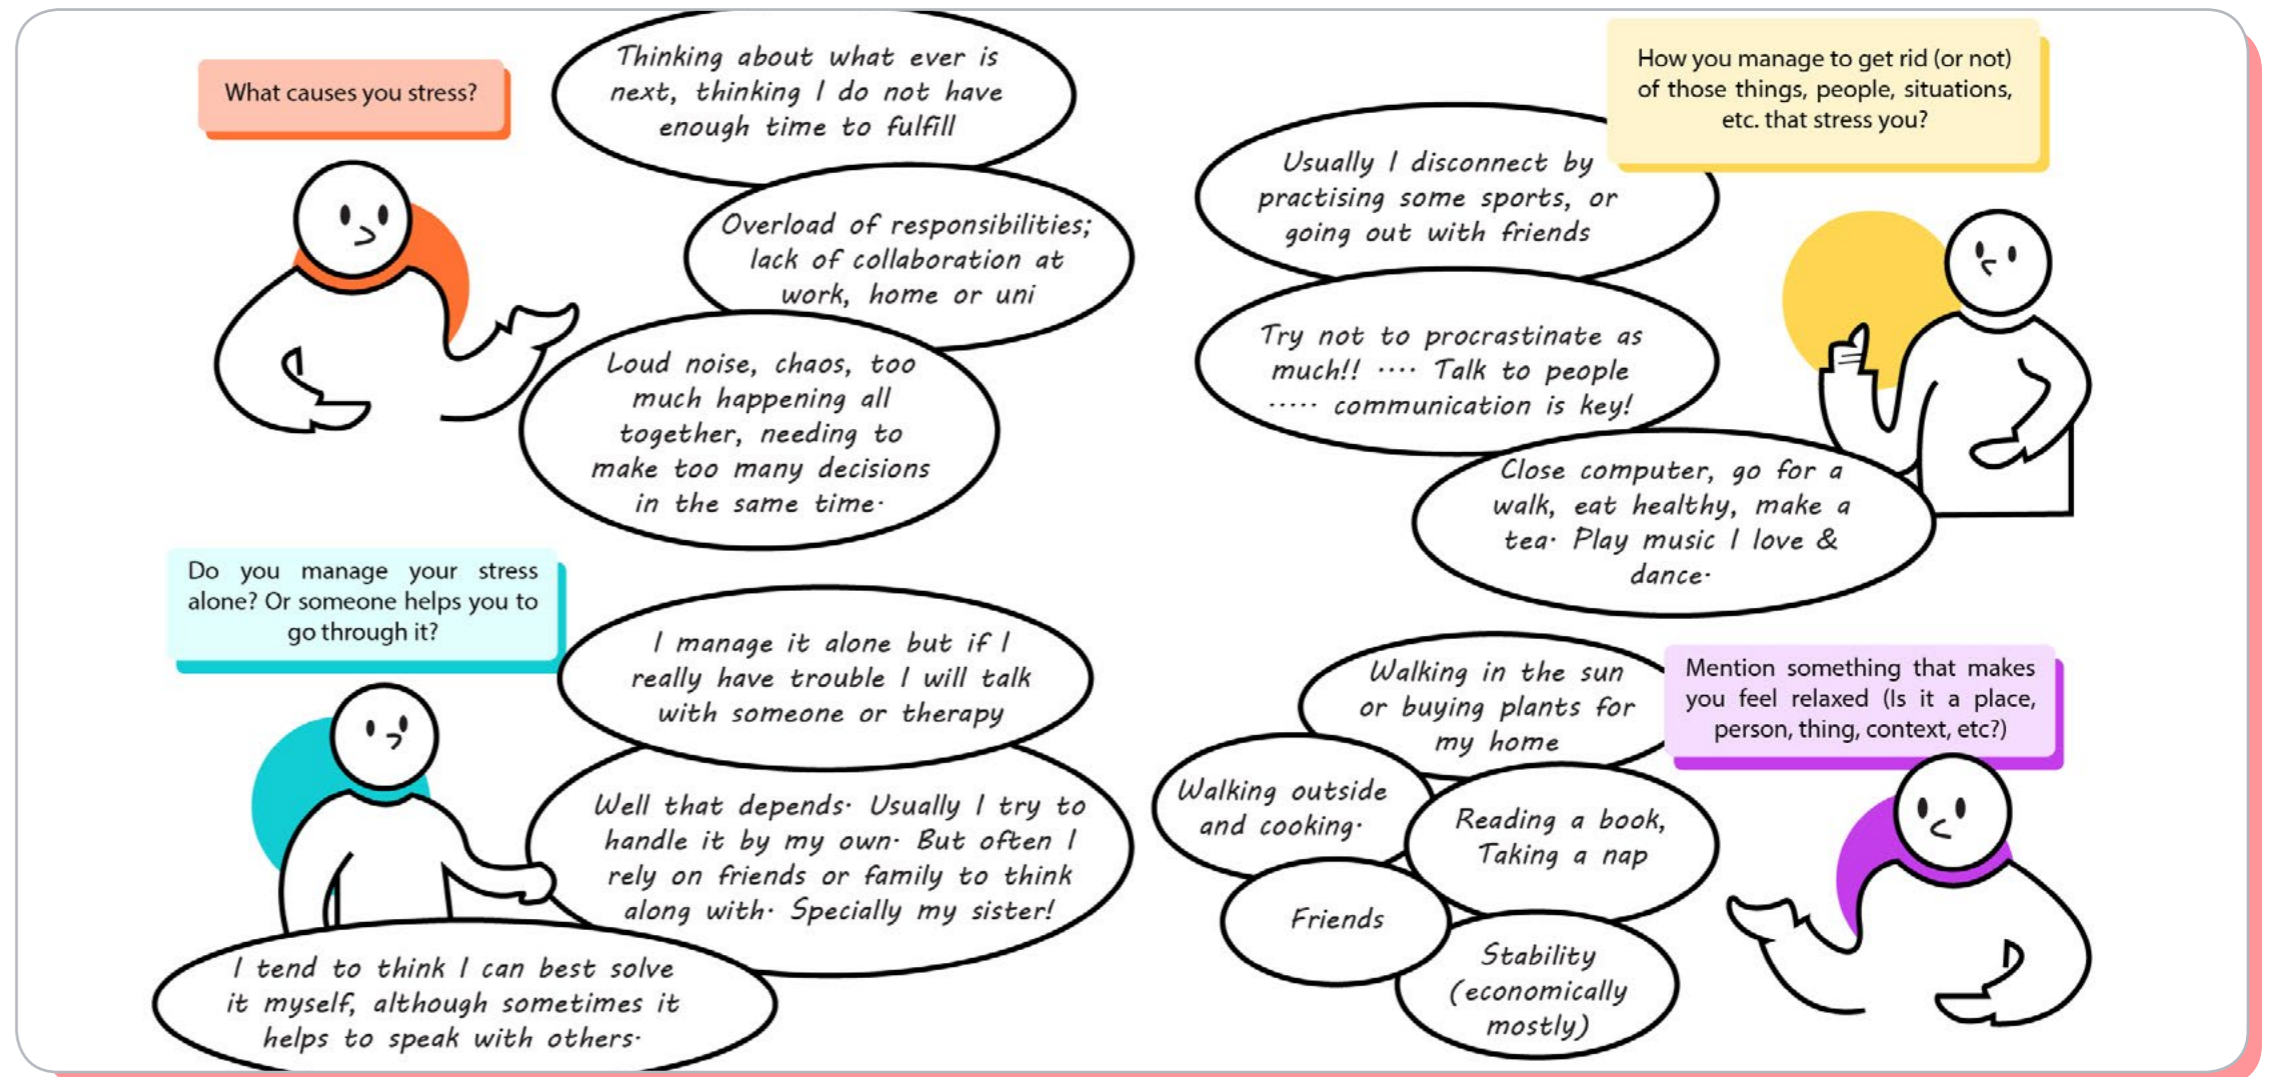 What causes you stress?
Thinking about what ever is
next, thinking I do not have
enough time to fulfill
Overload of responsibilities;
lack of collaboration at
work, home or uni
Loud noise, chaos, too
much happening all
together, needing to
make too many decisions
in the same time.
How you manage to get rid (or not)
of those things, people, situations,
etc. that stress you?
Usually I disconnect by
practising some sports, or
going out with friends
Try not to procrastinate as
much!! .... Talk to people
..... communication is key!
Close computer, go for a
walk, eat healthy, make a
tea. Play music I love &
dance.
Do you manage your stress
alone? Or someone helps you to
go through it?
I manage it alone but if I
really have trouble I will talk
with someone or therapy
Well that depends. Usually I try to
handle it by my own. But often I
rely on friends or family to think
along with. Specially my sister!
I tend to think I can best solve
it myself, although sometimes it
helps to speak with others.
Mention something that makes
you feel relaxed (Is it a place,
person, thing, context, etc?)
Walking in the sun
or buying plants for
my home
Walking outside
and cooking.
Reading a book,
Taking a nap
Friends
Stability
(economically
mostly)